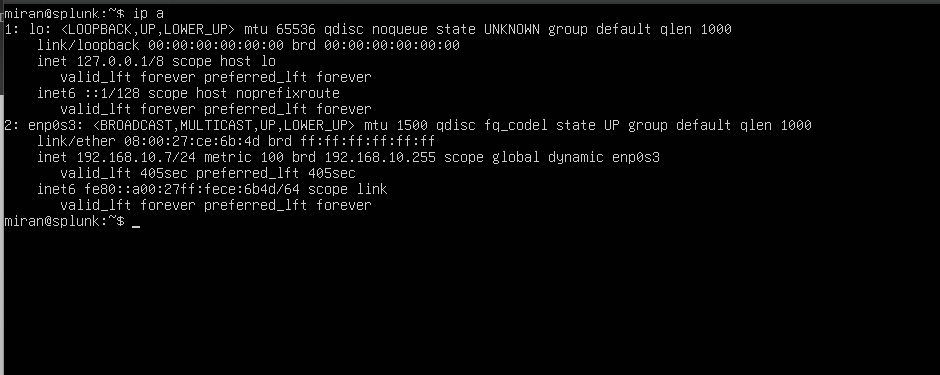 miran@splunk:~$ ip a
1: lo: <LOOPBACK,UP,LOWER_UP> mtu 65536 qdisc noqueue state UNKNOWN group default qlen 1000
    link/loopback 00:00:00:00:00:00 brd 00:00:00:00:00:00
    inet 127.0.0.1/8 scope host lo
       valid_lft forever preferred_lft forever
    inet6 ::1/128 scope host noprefixroute
       valid_lft forever preferred_lft forever
2: enp0s3: <BROADCAST,MULTICAST,UP,LOWER_UP> mtu 1500 qdisc fq_codel state UP group default qlen 1000
    link/ether 08:00:27:ce:6b:4d brd ff:ff:ff:ff:ff:ff
    inet 192.168.10.7/24 metric 100 brd 192.168.10.255 scope global dynamic enp0s3
       valid_lft 405sec preferred_lft 405sec
    inet6 fe80::a00:27ff:fece:6b4d/64 scope link
       valid_lft forever preferred_lft forever
miran@splunk:~$ _